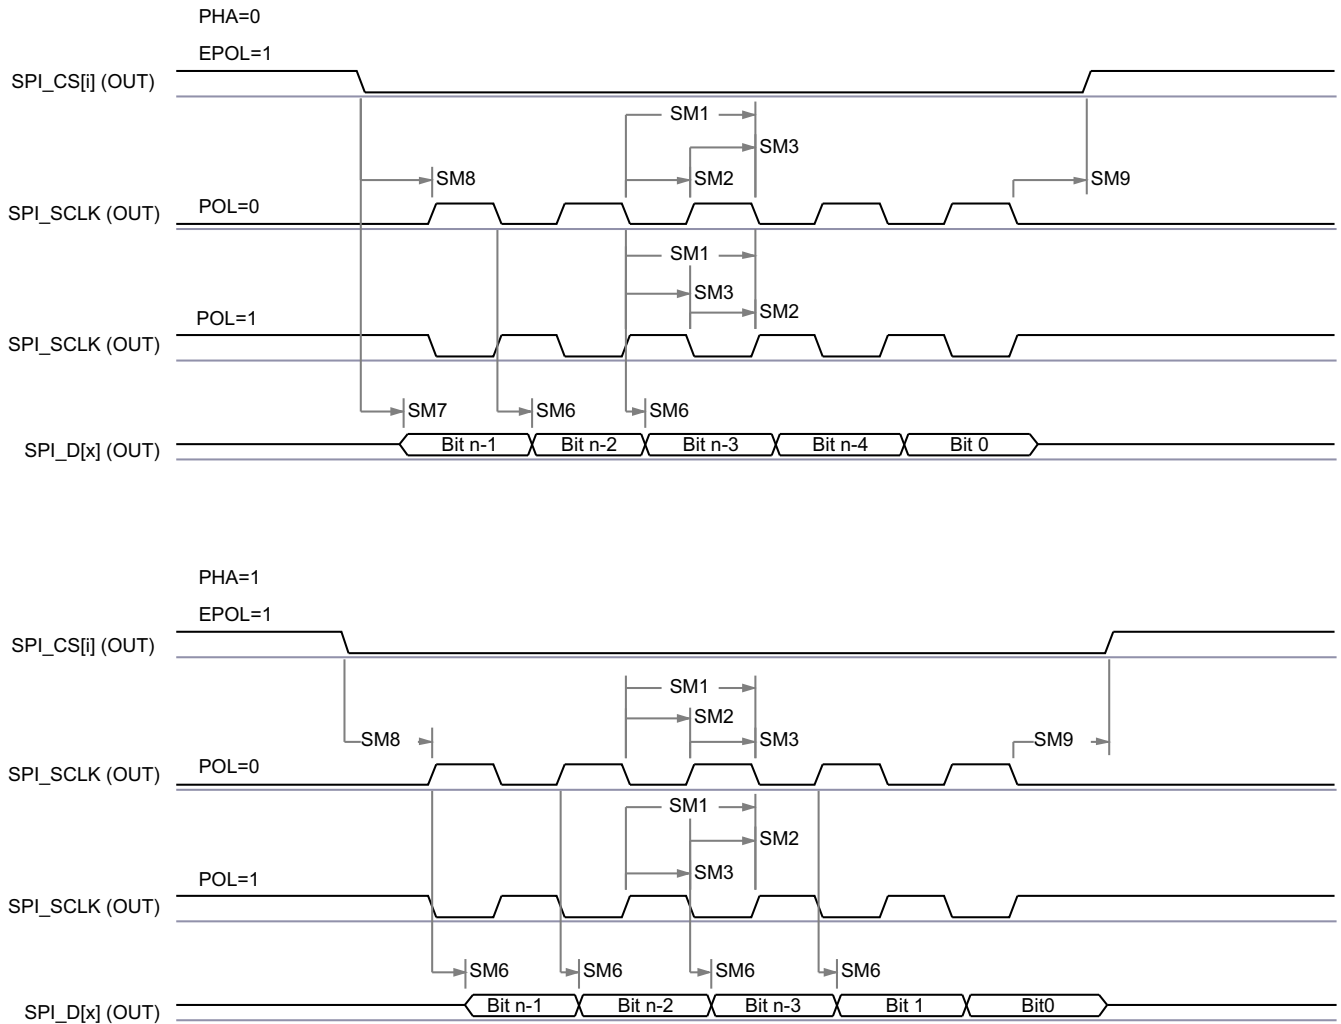 PHA=0
EPOL=1
SPI_CS[i] (OUT)
SM1
SM3
SM8
SM2
SM9
SPI_SCLK (OUT)
POL=0
SM1
SM3
SM2
POL=1
SPI_SCLK (OUT)
SM7
SM6
SM6
SPI_D[x] (OUT)
Bit n-1
Bit n-2
Bit n-3
Bit n-4
Bit 0
PHA=1
EPOL=1
SPI_CS[i] (OUT)
SM1
SM2
SM8
SM3
SM9
SPI_SCLK (OUT)
POL=0
SM1
SM2
SM3
POL=1
SPI_SCLK (OUT)
SM6
SM6
SM6
SM6
SPI_D[x] (OUT)
Bit n-1
Bit n-2
Bit n-3
Bit 1
Bit0